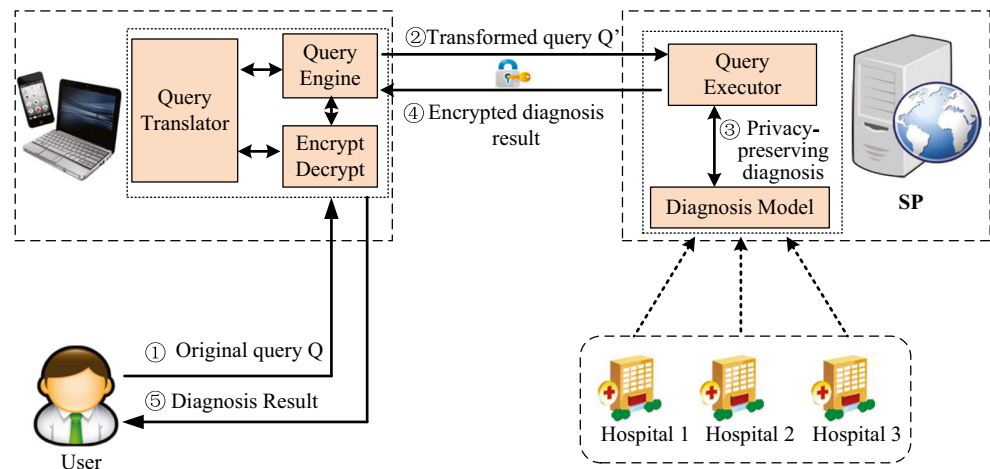 Query
Translator
Query
Engine
Encrypt
Decrypt
②Transformed query Q’
④ Encrypted diagnosis
result
Query
Executor
③ Privacy-
preserving
diagnosis
Diagnosis Model
SP
① Original query Q
⑤ Diagnosis Result
User
Hospital 1
Hospital 2
Hospital 3